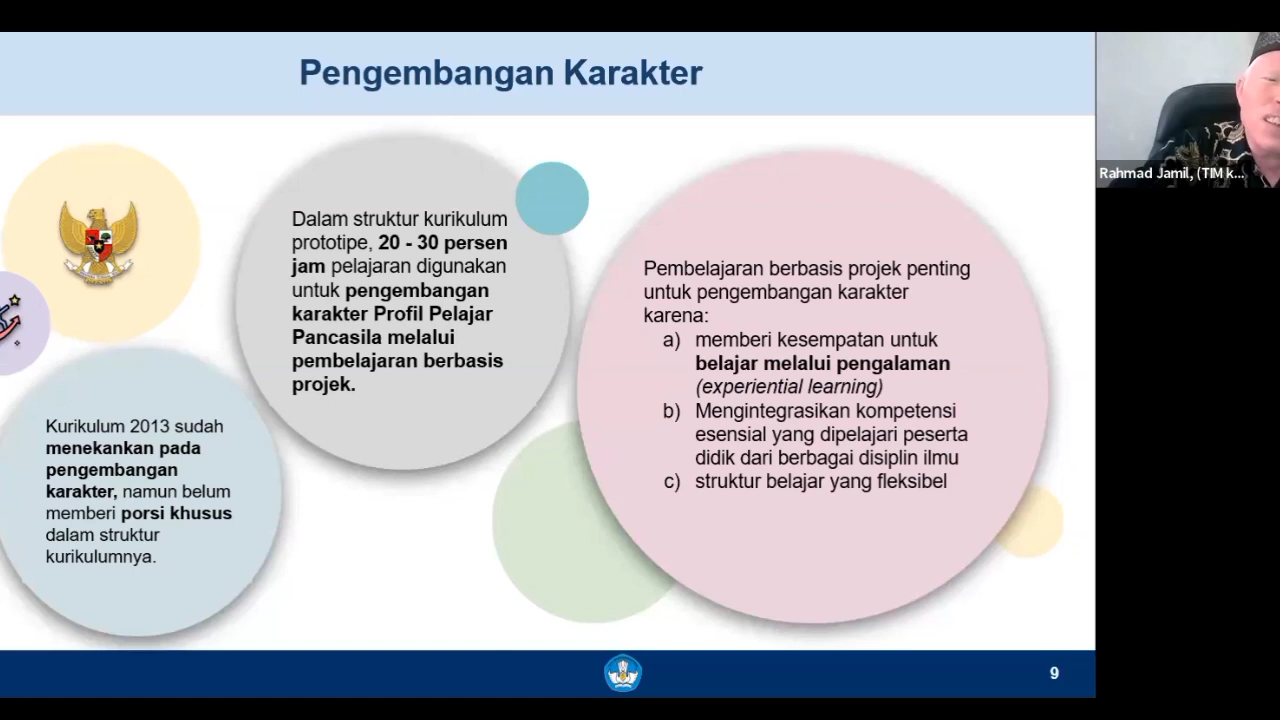 Pengembangan Karakter
Kurikulum 2013 sudah
menekankan pada
pengembangan
karakter, namun belum
memberi porsi khusus
dalam struktur
kurikulumnya.
Dalam struktur kurikulum
prototipe, 20 - 30 persen
jam pelajaran digunakan
untuk pengembangan
karakter Profil Pelajar
Pancasila melalui
pembelajaran berbasis
projek.
Pembelajaran berbasis projek penting
untuk pengembangan karakter
karena:
a) memberi kesempatan untuk
belajar melalui pengalaman
(experiential learning)
b) Mengintegrasikan kompetensi
esensial yang dipelajari peserta
didik dari berbagai disiplin ilmu
c) struktur belajar yang fleksibel
Rahmad Jamil, (TIM k...
9